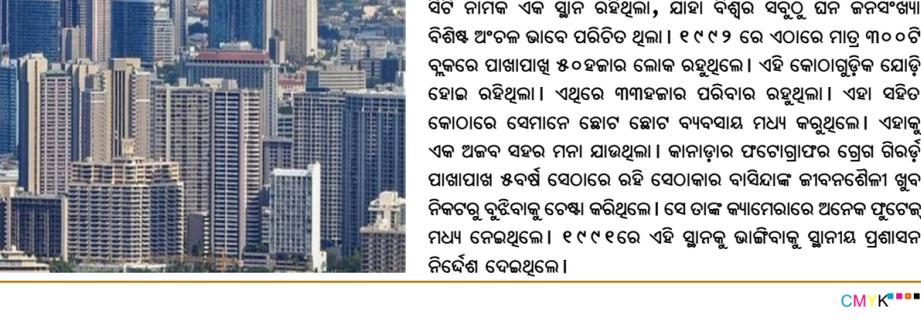 ସିଟି ନାମକ ଏକ ସ୍ଥାନ ରହିଥିଲା, ଯାହା ବିଶ୍ୱର ସବୁଠୁ ଘନ ଜନସଂଖ୍ୟା
ବିଶିଷ୍ଟ ଅଂଚଳ ଭାବେ ପରିଚିତ ଥିଲା। ୧୯୯୨ ରେ ଏଠାରେ ମାତ୍ର ୩୦୦ଟି
ବ୍ଲକରେ ପାଖାପାଖି ୫୦ହଜାର ଲୋକ ରହୁଥିଲେ। ଏହି କୋଠାଗୁଡ଼ିକ ଯୋଡ଼ି
ହୋଇ ରହିଥିଲା। ଏଥିରେ ୩୩ହଜାର ପରିବାର ରହୁଥିଲା। ଏହା ସହିତ
କୋଠାରେ ସେମାନେ ଛୋଟ ଛୋଟ ବ୍ୟବସାୟ ମଧ୍ୟ କରୁଥିଲେ। ଏହାକୁ
ଏକ ଅଜବ ସହର ମନା ଯାଉଥିଲା। କାନାଡ଼ାର ଫଟୋଗ୍ରାଫର ଗ୍ରେଗ ଗିରର୍ଡ଼
ପାଖାପାଖ ୫ବର୍ଷ ସେଠାରେ ରହି ସେଠାକାର ବାସିନ୍ଦାଙ୍କ ଜୀବନଶୈଳୀ ଖୁବ
ନିକଟରୁ ବୁଝିବାକୁ ଚେଷ୍ଟା କରିଥିଲେ। ସେ ତାଙ୍କ କ୍ୟାମେରାରେ ଅନେକ ଫୁଟେଜ୍
ମଧ୍ୟ ନେଇଥିଲେ। ୧୯୯୧ରେ ଏହି ସ୍ଥାନକୁ ଭାଙ୍ଗିବାକୁ ସ୍ଥାନୀୟ ପ୍ରଶାସନ
ନିର୍ଦ୍ଦେଶ ଦେଇଥିଲେ।
CMYK